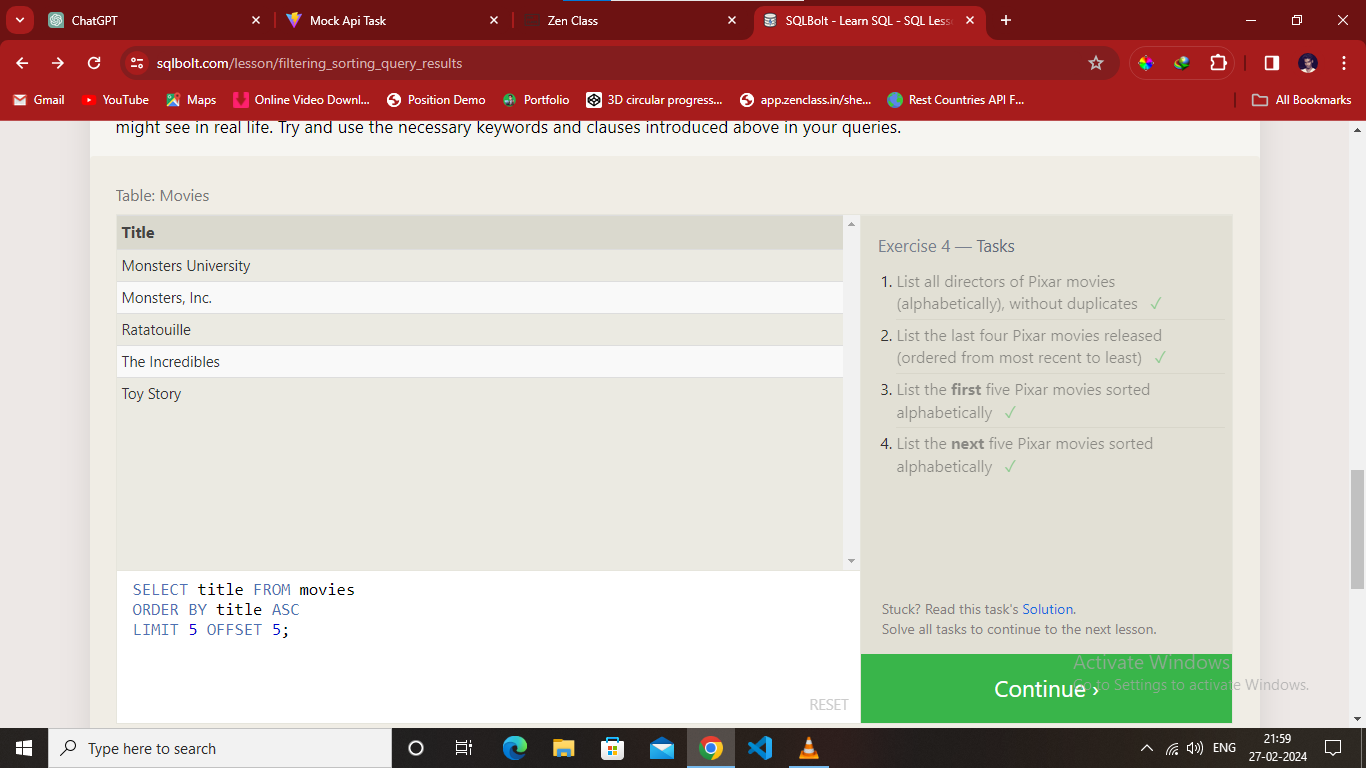 ChatGPT
Mock Api Task
Zen Class
SQLBolt - Learn SQL - SQL Less
sqlbolt.com/lesson/filtering_sorting_query_results
Gmail
YouTube
Maps
Online Video Downl...
Position Demo
Portfolio
3D circular progress...
app.zenclass.in/she...
Rest Countries API F...
All Bookmarks
might see in real life. Try and use the necessary keywords and clauses introduced above in your queries.
Table: Movies
Title
Monsters University
Monsters, Inc.
Ratatouille
The Incredibles
Toy Story
SELECT title FROM movies
ORDER BY title ASC
LIMIT 5 OFFSET 5;
RESET
Exercise 4 — Tasks
1. List all directors of Pixar movies
(alphabetically), without duplicates ✓
2. List the last four Pixar movies released
(ordered from most recent to least) ✓
3. List the first five Pixar movies sorted
alphabetically ✓
4. List the next five Pixar movies sorted
alphabetically ✓
Stuck? Read this task's Solution.
Solve all tasks to continue to the next lesson.
Continue ›
Activate Windows
Go to Settings to activate Windows.
Type here to search
ENG
21:59
27-02-2024